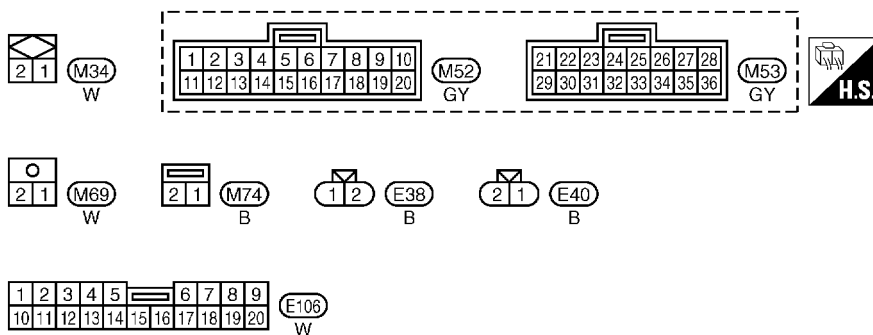 2 1 M34
W
1 2 3 4 5 6 7 8 9 10
11 12 13 14 15 16 17 18 19 20
M52
GY
21 22 23 24 25 26 27 28
29 30 31 32 33 34 35 36
M53
GY
H.S.
2 1 M69
W
2 1 M74
B
1 2 E38
B
2 1 E40
B
1 2 3 4 5 6 7 8 9
10 11 12 13 14 15 16 17 18 19 20
E106
W